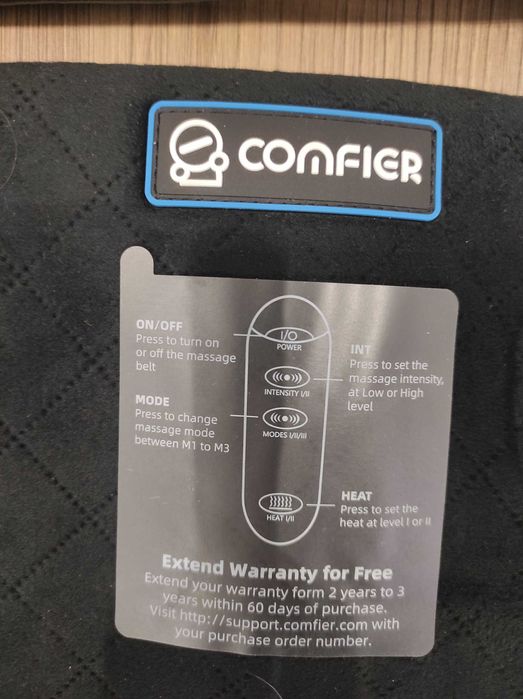 COMFIER
ON/OFF
Press to turn on
or off the massage
belt
I/O
POWER
INT
Press to set the
massage intensity,
at Low or High
level
INTENSITY I/II
MODE
Press to change
massage mode
between M1 to M3
MODES I/II/III
HEAT
Press to set the
heat at level I or II
HEAT I/II
Extend Warranty for Free
Extend your warranty form 2 years to 3
years within 60 days of purchase.
Visit http://support.comfier.com with
your purchase order number.